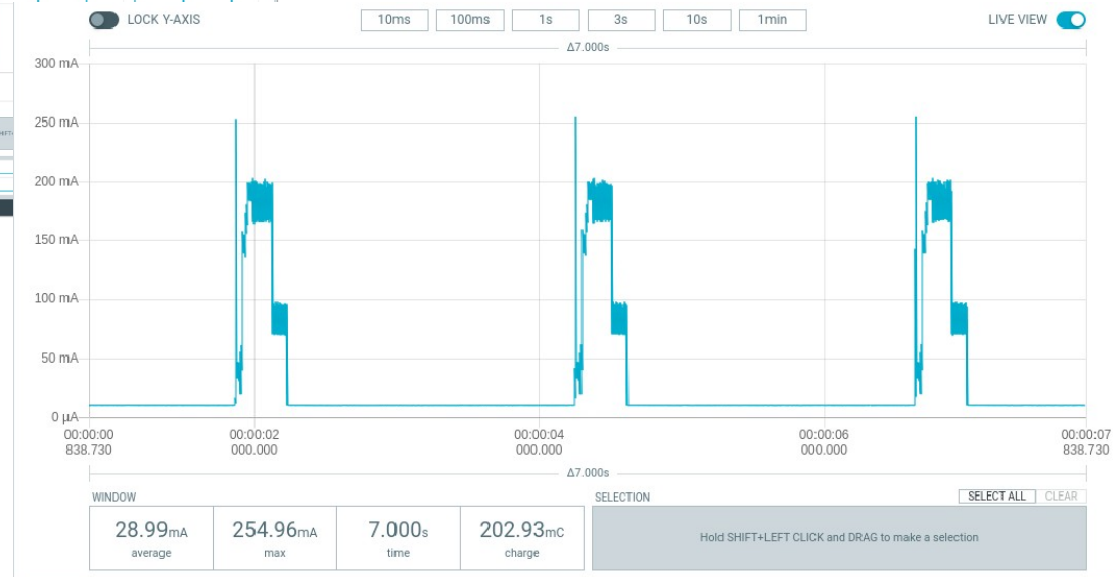 LOCK Y-AXIS 10ms 100ms 1s 3s 10s 1min LIVE VIEW
Δ7.000s
300 mA
250 mA
200 mA
150 mA
100 mA
50 mA
0 µA
00:00:00 00:00:02 00:00:04 00:00:06 00:00:07
838.730 000.000 000.000 000.000 838.730
Δ7.000s
WINDOW SELECTION SELECT ALL CLEAR
28.99mA 254.96mA 7.000s 202.93mC
average max time charge
Hold SHIFT+LEFT CLICK and DRAG to make a selection